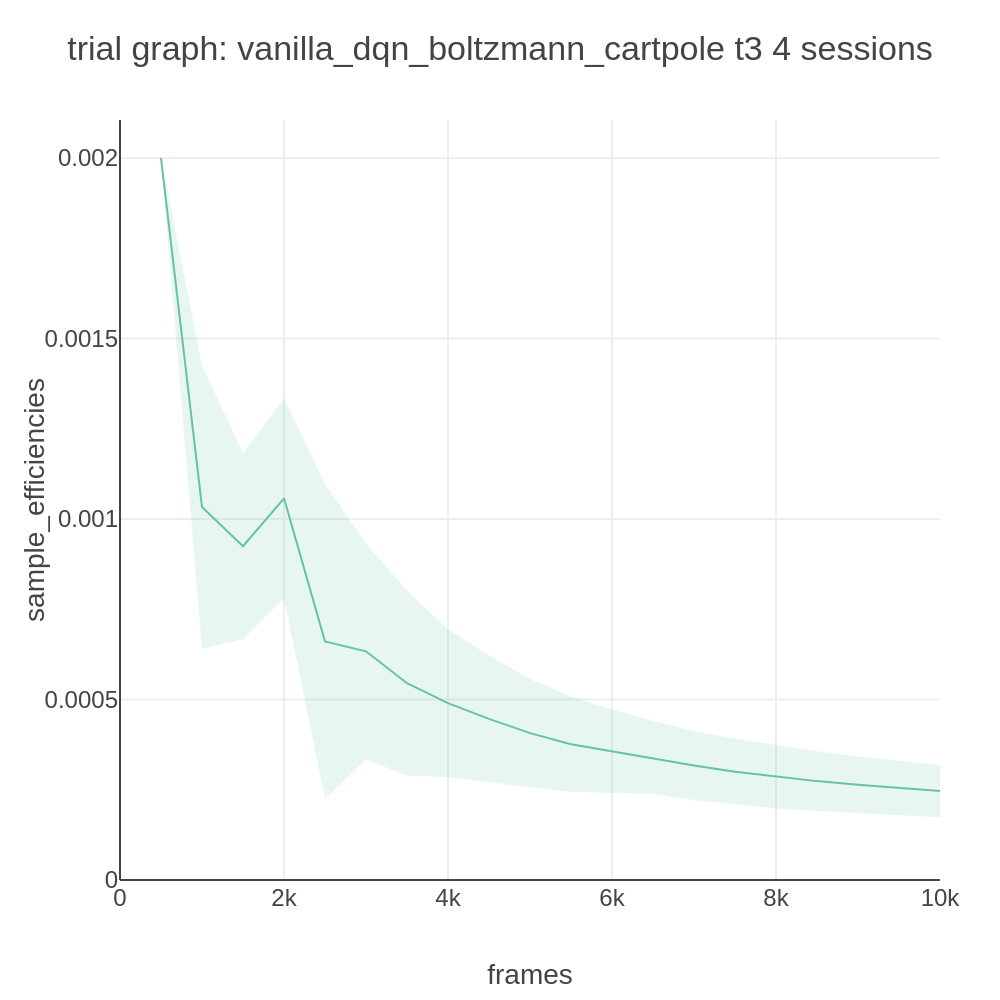 trial graph: vanilla_dqn_boltzmann_cartpole t3 4 sessions
sample_efficiencies
0.002
0.0015
0.001
0.0005
0
0 2k 4k 6k 8k 10k
frames